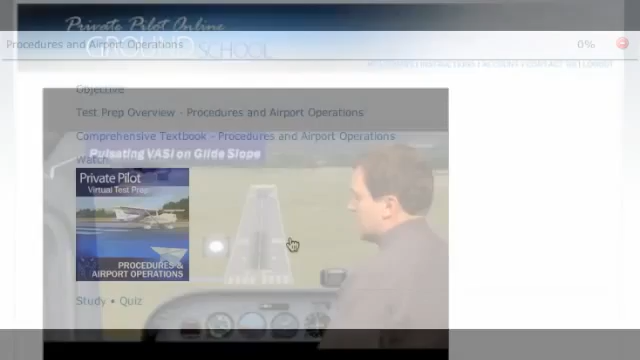 Private Pilot Online
GROUND SCHOOL
Procedures and Airport Operations
0%
Objective
Test Prep Overview - Procedures and Airport Operations
Comprehensive Textbook - Procedures and Airport Operations
Watch
Pulsating VASI on Glide Slope
Private Pilot
Virtual Test Prep
PROCEDURES &
AIRPORT OPERATIONS
Study • Quiz